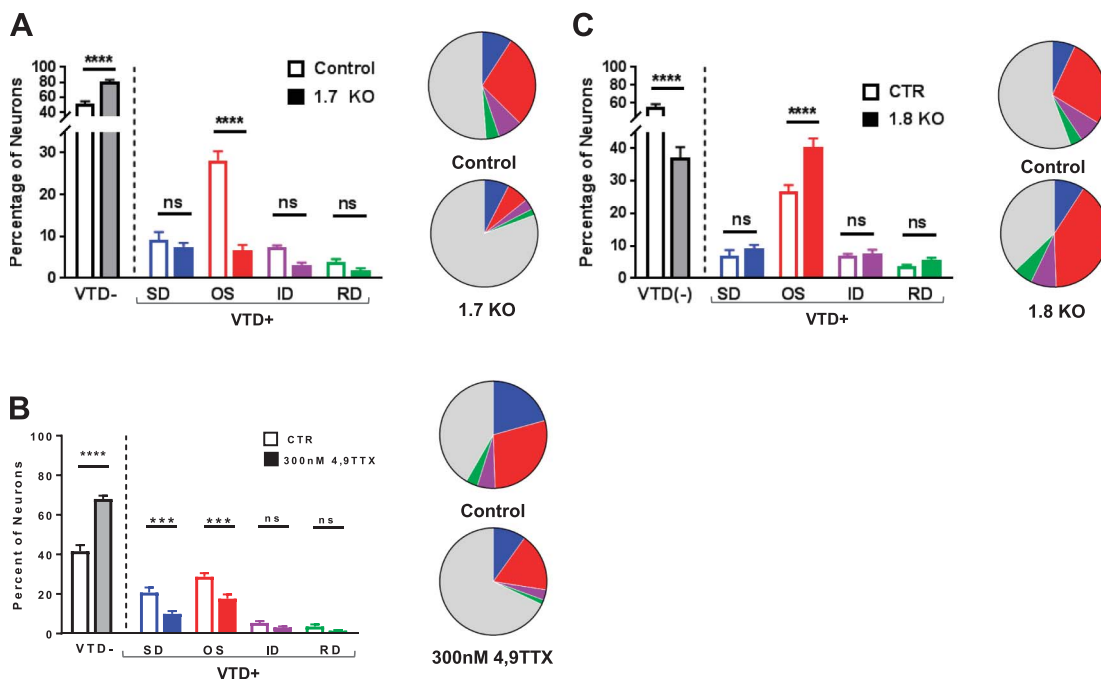 A
Percentage of Neurons
100
80
60
40
30
20
10
0
****
****
ns
ns
ns
Control
1.7 KO
VTD-
SD
OS
ID
RD
VTD+
Control
1.7 KO
C
Percentage of Neurons
100
80
60
40
30
20
10
0
****
****
ns
ns
ns
CTR
1.8 KO
VTD(-)
SD
OS
ID
RD
VTD+
Control
1.8 KO
B
Percent of Neurons
100
80
60
40
20
0
****
***
***
ns
ns
CTR
300nM 4,9TTX
VTD-
SD
OS
ID
RD
VTD+
Control
300nM 4,9TTX